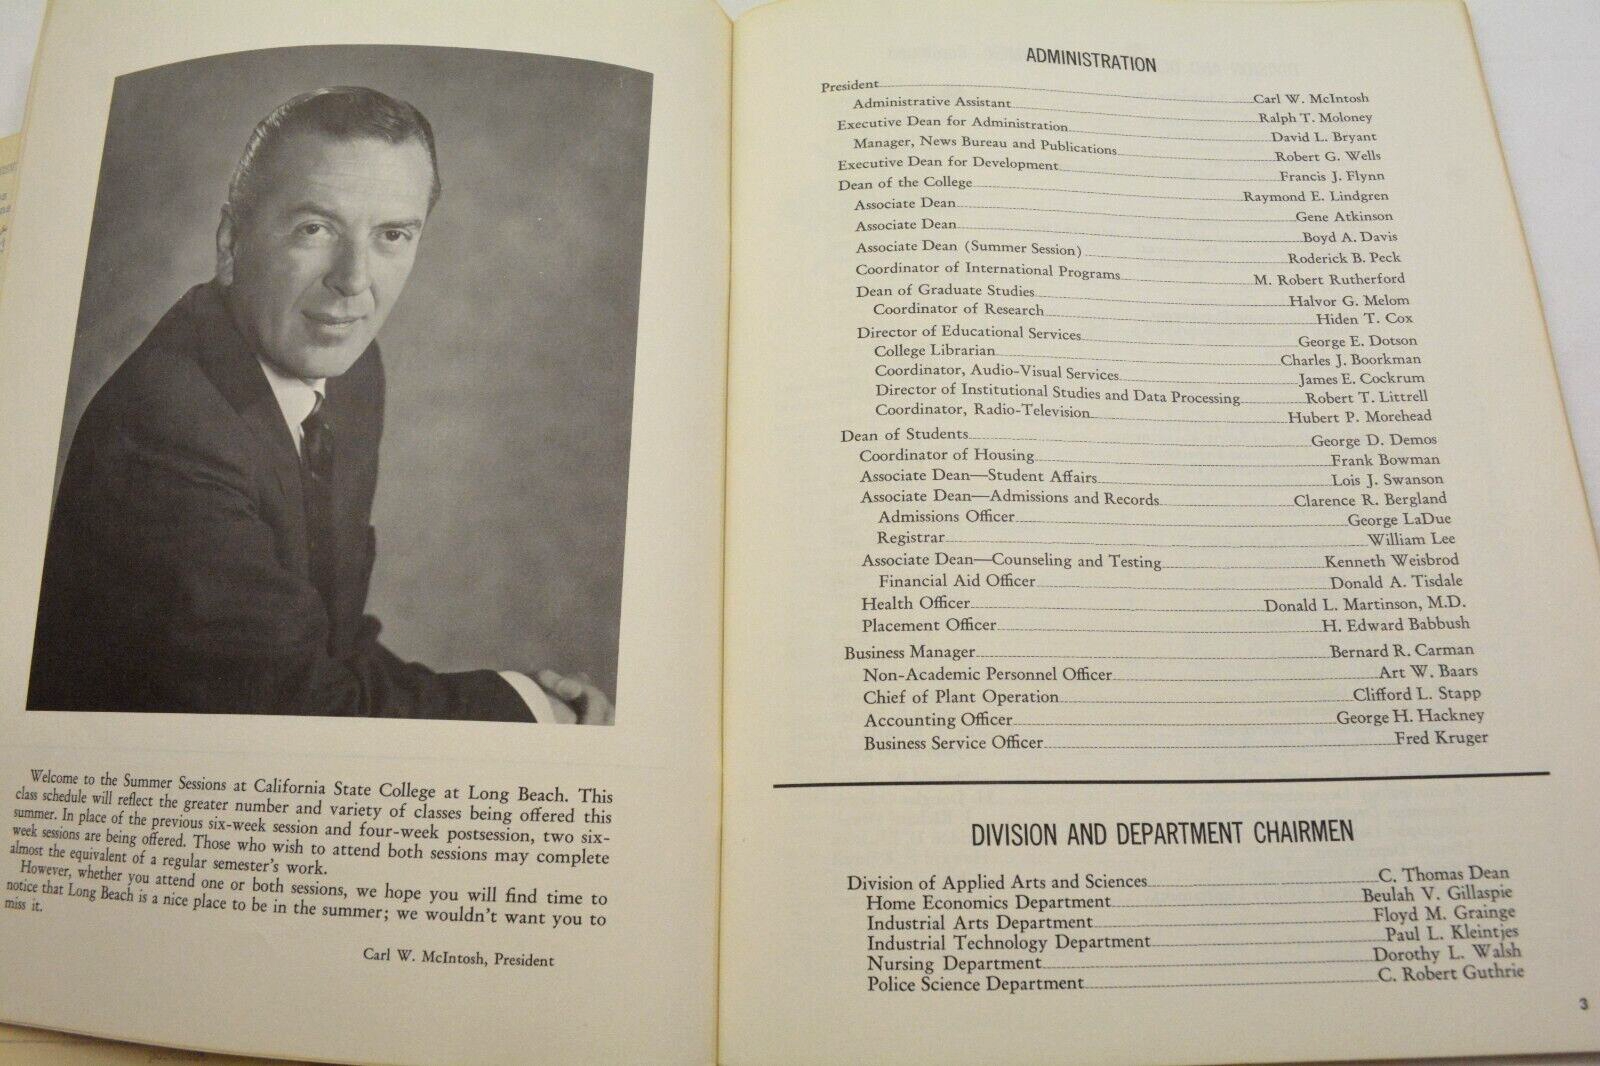 Welcome to the Summer Sessions at California State College at Long Beach. This
class schedule will reflect the greater number and variety of classes being offered this
summer. In place of the previous six-week session and four-week postsession, two six-
week sessions are being offered. Those who wish to attend both sessions may complete
almost the equivalent of a regular semester's work.
However, whether you attend one or both sessions, we hope you will find time to
notice that Long Beach is a nice place to be in the summer; we wouldn't want you to
miss it.
Carl W. McIntosh, President
ADMINISTRATION
President Carl W. McIntosh
Administrative Assistant Ralph T. Moloney
Executive Dean for Administration David L. Bryant
Manager, News Bureau and Publications Robert G. Wells
Executive Dean for Development Francis J. Flynn
Dean of the College Raymond E. Lindgren
Associate Dean Gene Atkinson
Associate Dean Boyd A. Davis
Associate Dean (Summer Session) Roderick B. Peck
Coordinator of International Programs M. Robert Rutherford
Dean of Graduate Studies Halvor G. Melom
Coordinator of Research Hiden T. Cox
Director of Educational Services George E. Dotson
College Librarian Charles J. Boorkman
Coordinator, Audio-Visual Services James E. Cockrum
Director of Institutional Studies and Data Processing Robert T. Littrell
Coordinator, Radio-Television Hubert P. Morehead
Dean of Students George D. Demos
Coordinator of Housing Frank Bowman
Associate Dean—Student Affairs Lois J. Swanson
Associate Dean—Admissions and Records Clarence R. Bergland
Admissions Officer George LaDue
Registrar William Lee
Associate Dean—Counseling and Testing Kenneth Weisbrod
Financial Aid Officer Donald A. Tisdale
Health Officer Donald L. Martinson, M.D.
Placement Officer H. Edward Babbush
Business Manager Bernard R. Carman
Non-Academic Personnel Officer Art W. Baars
Chief of Plant Operation Clifford L. Stapp
Accounting Officer George H. Hackney
Business Service Officer Fred Kruger
DIVISION AND DEPARTMENT CHAIRMEN
Division of Applied Arts and Sciences C. Thomas Dean
Home Economics Department Beulah V. Gillaspie
Industrial Arts Department Floyd M. Grainge
Industrial Technology Department Paul L. Kleintjes
Nursing Department Dorothy L. Walsh
Police Science Department C. Robert Guthrie
3